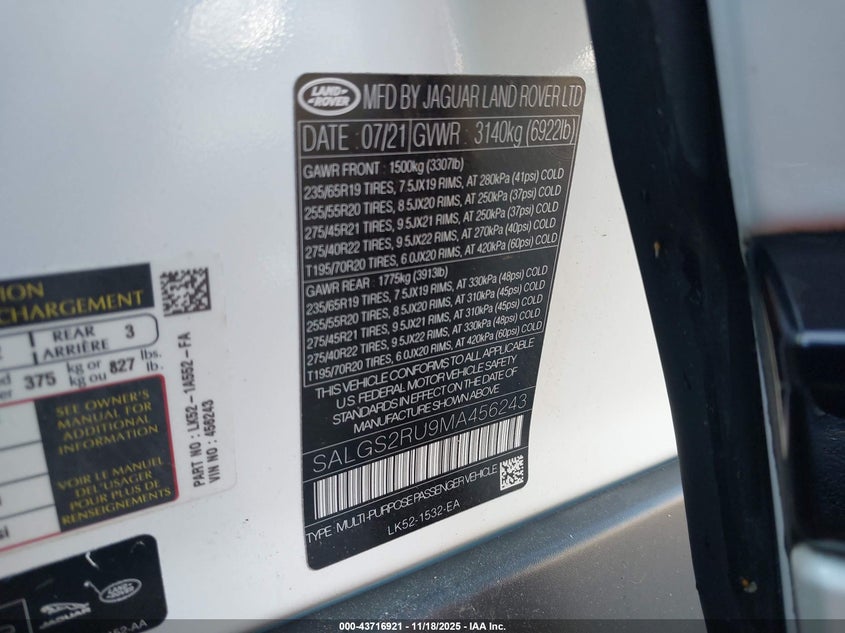 LAND-
ROVER
MFD BY JAGUAR LAND ROVER LTD
DATE : 07/21 GVWR : 3140kg (6922lb)
GAWR FRONT : 1500kg (3307lb)
235/65R19 TIRES, 7.5JX19 RIMS, AT 280kPa (41psi) COLD
255/55R20 TIRES, 8.5JX20 RIMS, AT 250kPa (37psi) COLD
275/45R21 TIRES, 9.5JX21 RIMS, AT 250kPa (37psi) COLD
275/40R22 TIRES, 9.5JX22 RIMS, AT 270kPa (40psi) COLD
T195/70R20 TIRES, 6.0JX20 RIMS, AT 420kPa (60psi) COLD
GAWR REAR : 1775kg (3913lb)
235/65R19 TIRES, 7.5JX19 RIMS, AT 330kPa (48psi) COLD
255/55R20 TIRES, 8.5JX20 RIMS, AT 310kPa (45psi) COLD
275/45R21 TIRES, 9.5JX21 RIMS, AT 310kPa (45psi) COLD
275/40R22 TIRES, 9.5JX22 RIMS, AT 330kPa (48psi) COLD
T195/70R20 TIRES, 6.0JX20 RIMS, AT 420kPa (60psi) COLD
THIS VEHICLE CONFORMS TO ALL APPLICABLE
U.S. FEDERAL MOTOR VEHICLE SAFETY
STANDARDS IN EFFECT ON THE DATE OF
MANUFACTURE SHOWN ABOVE
SALGS2RU9MA456243
TYPE : MULTI-PURPOSE PASSENGER VEHICLE
LK52-1532-EA
REAR 3
ARRIÈRE
375 kg or 827 lbs.
kg ou lb.
SEE OWNER'S
MANUAL FOR
ADDITIONAL
INFORMATION
VOIR LE MANUEL
DE L'USAGER
POUR PLUS DE
RENSEIGNEMENTS
PART NO : LK52-1A552-FA
VIN NO : 456243
JAGUAR
LAND-
ROVER
000-43716921 | 11/18/2025 — IAA, Inc.